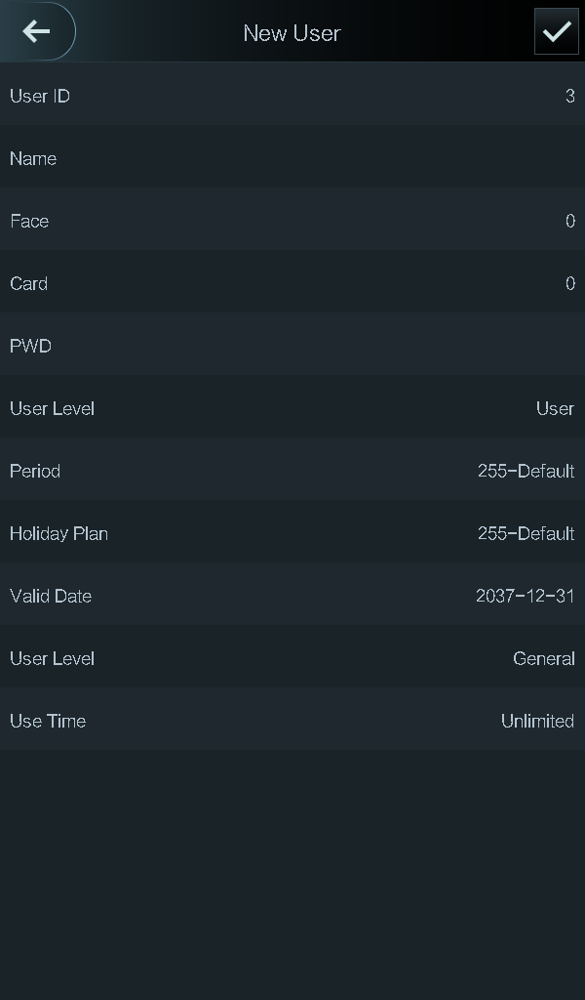 New User
User ID 3
Name
Face 0
Card 0
PWD
User Level User
Period 255-Default
Holiday Plan 255-Default
Valid Date 2037-12-31
User Level General
Use Time Unlimited